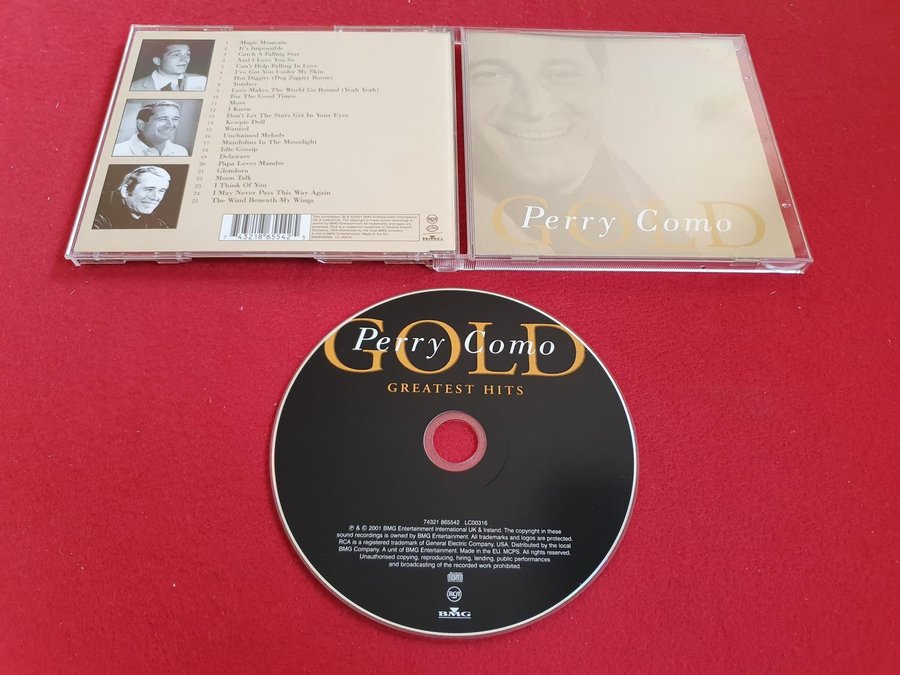 1 Magic Moments
2 It's Impossible
3 Catch A Falling Star
4 And I Love You So
5 Can't Help Falling In Love
6 I've Got You Under My Skin
7 Hot Diggity (Dog Ziggity Boom)
8 Tomboy
9 Love Makes The World Go Round (Yeah Yeah)
10 For The Good Times
11 More
12 I Know
13 Don't Let The Stars Get In Your Eyes
14 Kewpie Doll
15 Wanted
16 Unchained Melody
17 Mandolins In The Moonlight
18 Idle Gossip
19 Delaware
20 Papa Loves Mambo
21 Glendora
22 Moon Talk
23 I Think Of You
24 I May Never Pass This Way Again
25 The Wind Beneath My Wings
7 43218 65542
BMG
GOLD
Perry Como
GOLD
Perry Como
GREATEST HITS
74321 865542 LC00316
℗ & © 2001 BMG Entertainment International UK & Ireland. The copyright in these
sound recordings is owned by BMG Entertainment. All trademarks and logos are protected.
RCA is a registered trademark of General Electric Company, USA. Distributed by the local
BMG Company. A unit of BMG Entertainment. Made in the EU. MCPS. All rights reserved.
Unauthorised copying, reproducing, hiring, lending, public performances
and broadcasting of the recorded work prohibited.
BMG